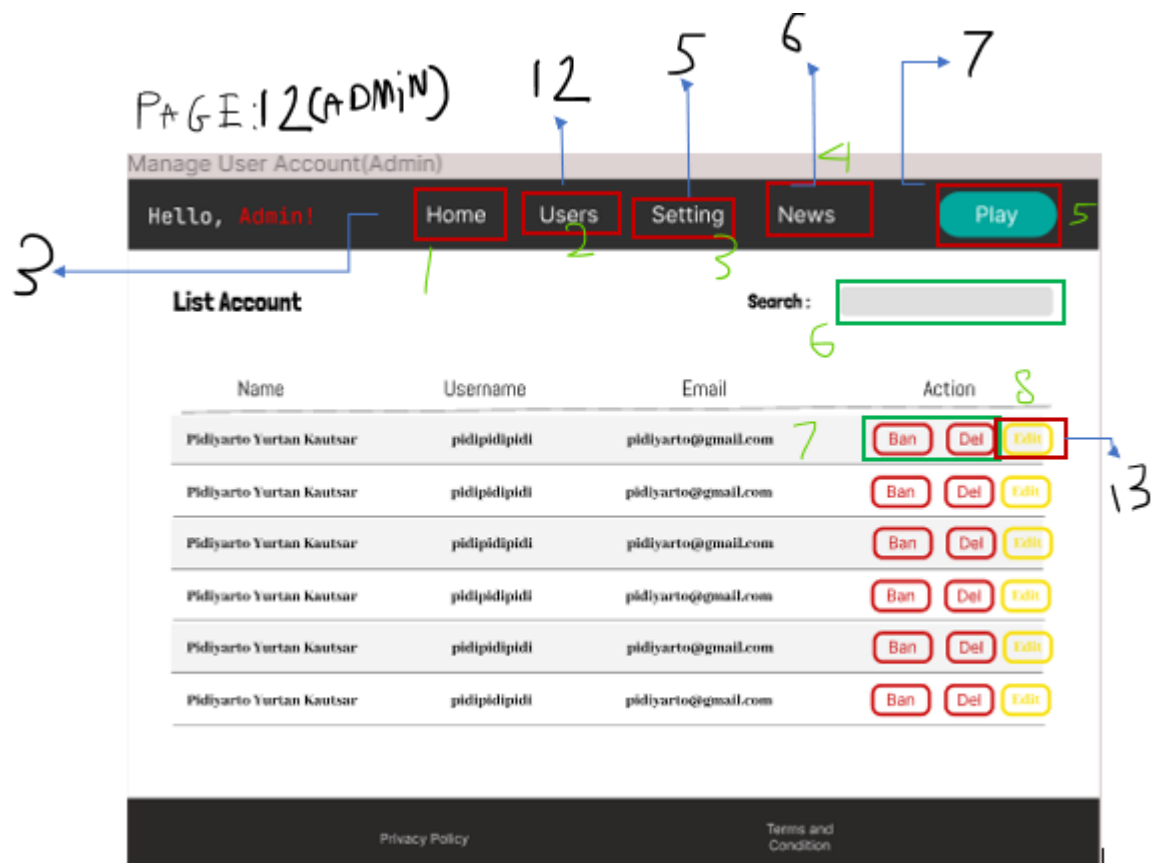 6
5
7
12
PAGE:12(ADMiN)
4
Manage User Account(Admin)
Hello, Admin! Home Users Setting News Play 5
1 2 3
3
List Account Search :
6
Name Username Email Action 8
Pidiyarto Yurtan Kautsar pidipidipidi pidiyarto@gmail.com 7 Ban Del Edit
13
Pidiyarto Yurtan Kautsar pidipidipidi pidiyarto@gmail.com Ban Del Edit
Pidiyarto Yurtan Kautsar pidipidipidi pidiyarto@gmail.com Ban Del Edit
Pidiyarto Yurtan Kautsar pidipidipidi pidiyarto@gmail.com Ban Del Edit
Pidiyarto Yurtan Kautsar pidipidipidi pidiyarto@gmail.com Ban Del Edit
Pidiyarto Yurtan Kautsar pidipidipidi pidiyarto@gmail.com Ban Del Edit
Privacy Policy Terms and
Condition